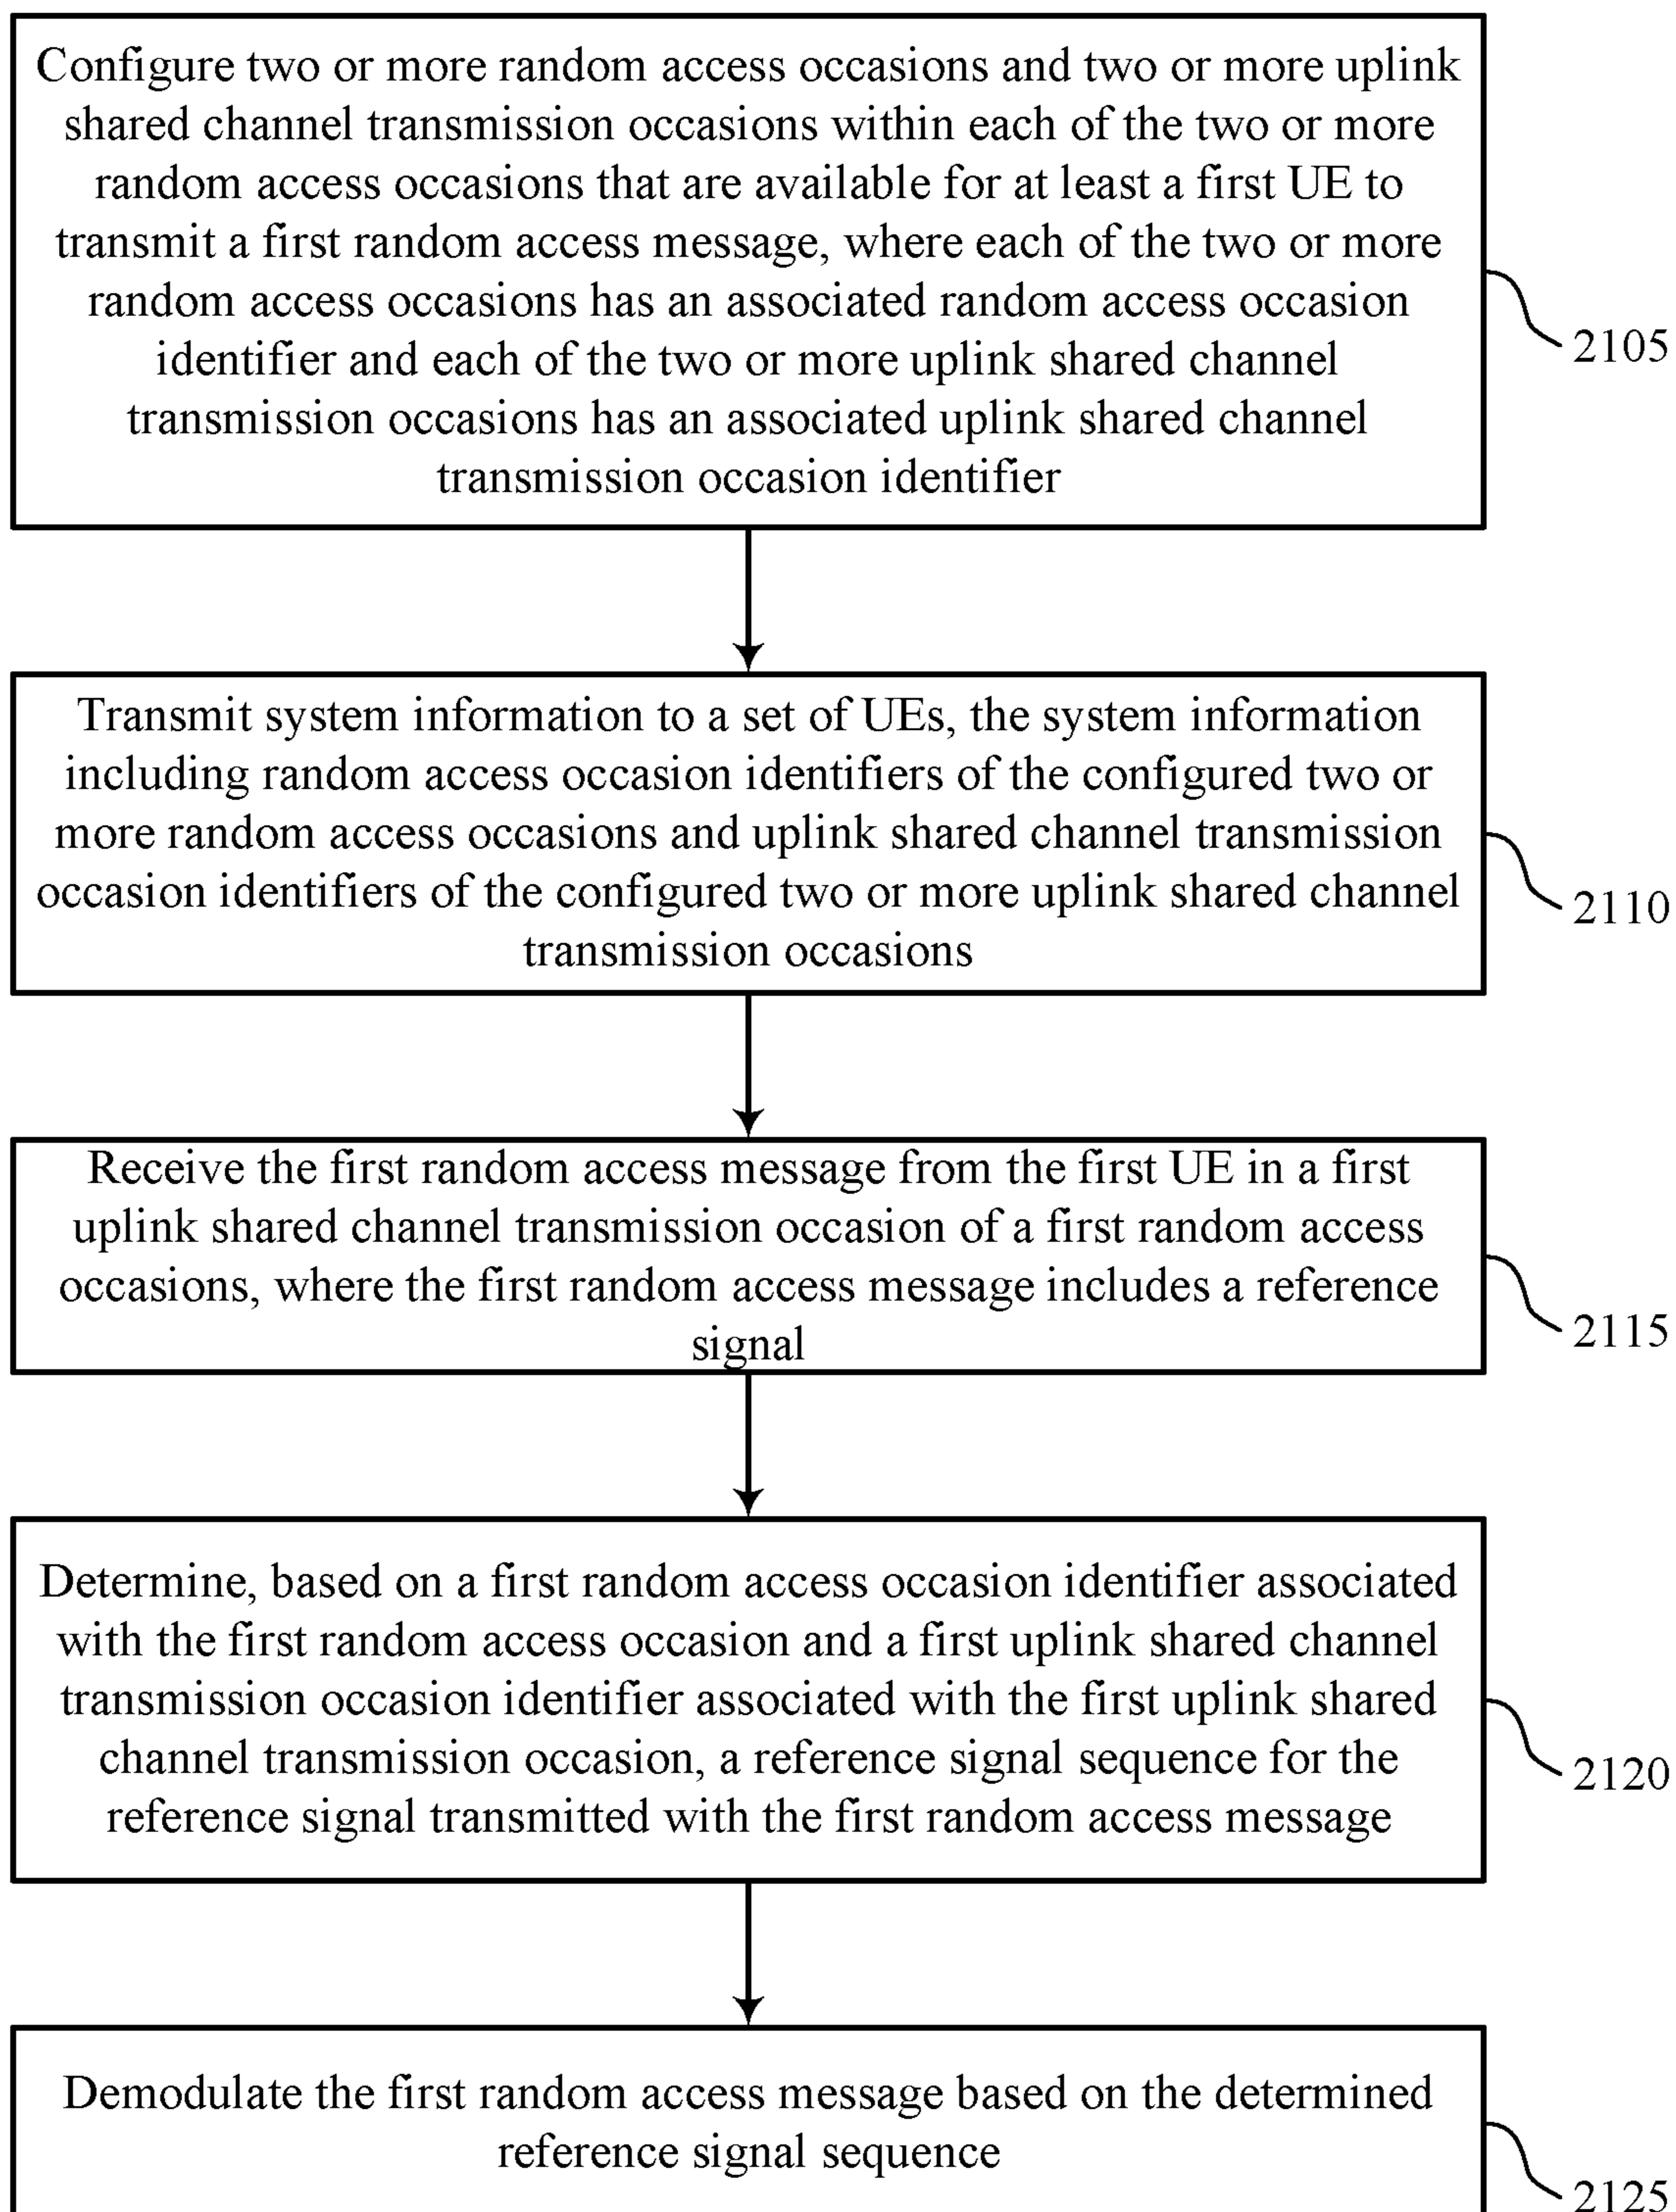 Configure two or more random access occasions and two or more uplink
shared channel transmission occasions within each of the two or more
random access occasions that are available for at least a first UE to
transmit a first random access message, where each of the two or more
random access occasions has an associated random access occasion
identifier and each of the two or more uplink shared channel
transmission occasions has an associated uplink shared channel
transmission occasion identifier
2105
Transmit system information to a set of UEs, the system information
including random access occasion identifiers of the configured two or
more random access occasions and uplink shared channel transmission
occasion identifiers of the configured two or more uplink shared channel
transmission occasions
2110
Receive the first random access message from the first UE in a first
uplink shared channel transmission occasion of a first random access
occasions, where the first random access message includes a reference
signal
2115
Determine, based on a first random access occasion identifier associated
with the first random access occasion and a first uplink shared channel
transmission occasion identifier associated with the first uplink shared
channel transmission occasion, a reference signal sequence for the
reference signal transmitted with the first random access message
2120
Demodulate the first random access message based on the determined
reference signal sequence
2125